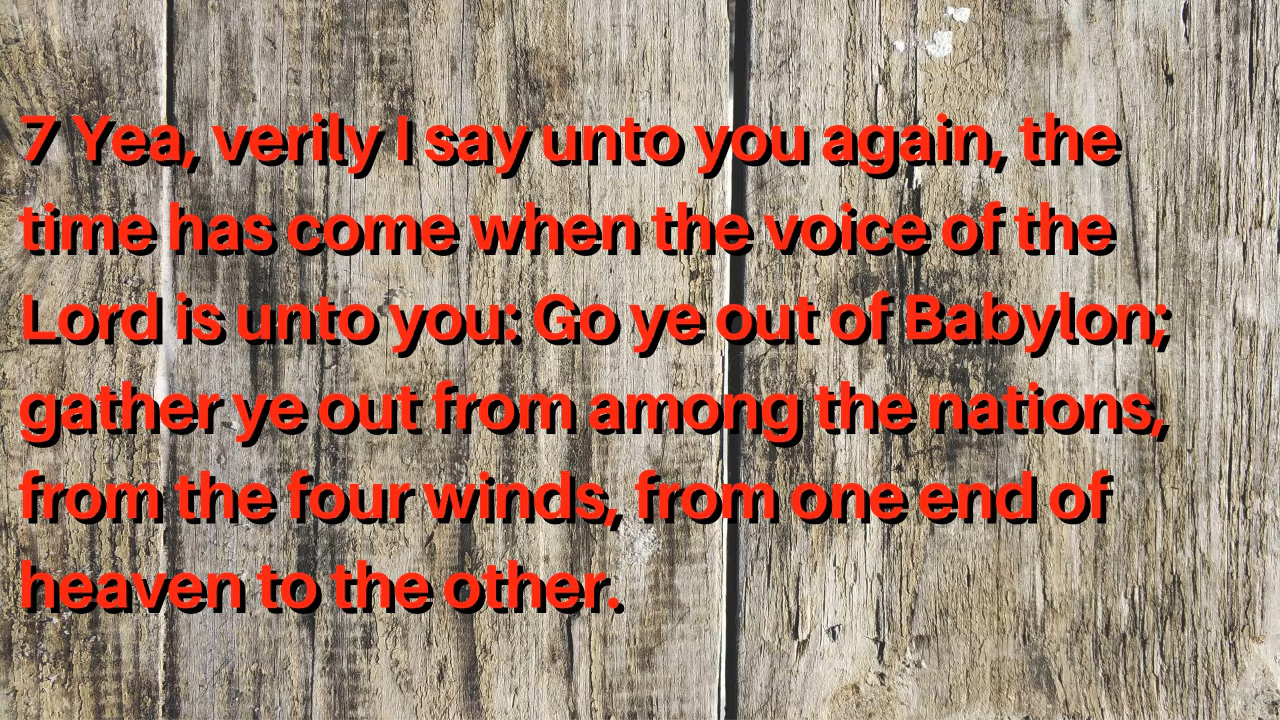 7 Yea, verily I say unto you again, the
time has come when the voice of the
Lord is unto you: Go ye out of Babylon;
gather ye out from among the nations,
from the four winds, from one end of
heaven to the other.